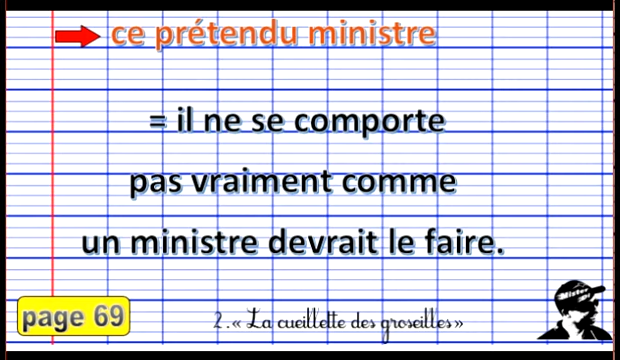 ce prétendu ministre
= il ne se comporte
pas vraiment comme
un ministre devrait le faire.
page 69
2. « La cueillette des groseilles »
Mister